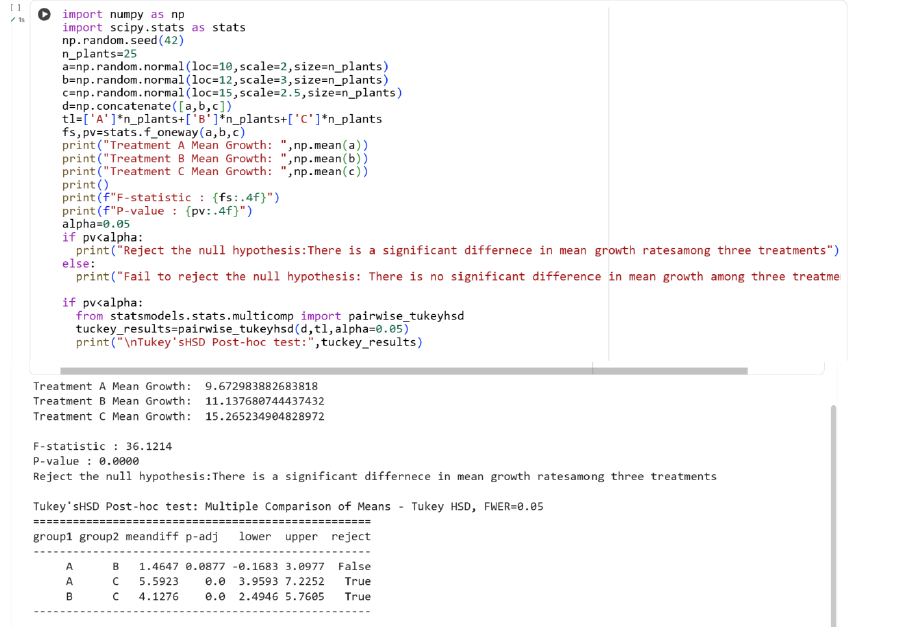 [ ]
✓ 1s
import numpy as np
import scipy.stats as stats
np.random.seed(42)
n_plants=25
a=np.random.normal(loc=10,scale=2,size=n_plants)
b=np.random.normal(loc=12,scale=3,size=n_plants)
c=np.random.normal(loc=15,scale=2.5,size=n_plants)
d=np.concatenate([a,b,c])
tl=['A']*n_plants+['B']*n_plants+['C']*n_plants
fs,pv=stats.f_oneway(a,b,c)
print("Treatment A Mean Growth: ",np.mean(a))
print("Treatment B Mean Growth: ",np.mean(b))
print("Treatment C Mean Growth: ",np.mean(c))
print()
print(f"F-statistic : {fs:.4f}")
print(f"P-value : {pv:.4f}")
alpha=0.05
if pv<alpha:
  print("Reject the null hypothesis:There is a significant differnece in mean growth ratesamong three treatments")
else:
  print("Fail to reject the null hypothesis: There is no significant difference in mean growth among three treatme
if pv<alpha:
  from statsmodels.stats.multicomp import pairwise_tukeyhsd
  tuckey_results=pairwise_tukeyhsd(d,tl,alpha=0.05)
  print("\nTukey'sHSD Post-hoc test:",tuckey_results)
Treatment A Mean Growth:  9.672983882683818
Treatment B Mean Growth:  11.137680744437432
Treatment C Mean Growth:  15.265234904828972
F-statistic : 36.1214
P-value : 0.0000
Reject the null hypothesis:There is a significant differnece in mean growth ratesamong three treatments
Tukey'sHSD Post-hoc test: Multiple Comparison of Means - Tukey HSD, FWER=0.05
===================================================
group1 group2 meandiff p-adj   lower  upper  reject
---------------------------------------------------
     A      B   1.4647 0.0877 -0.1683 3.0977  False
     A      C   5.5923    0.0  3.9593 7.2252   True
     B      C   4.1276    0.0  2.4946 5.7605   True
---------------------------------------------------